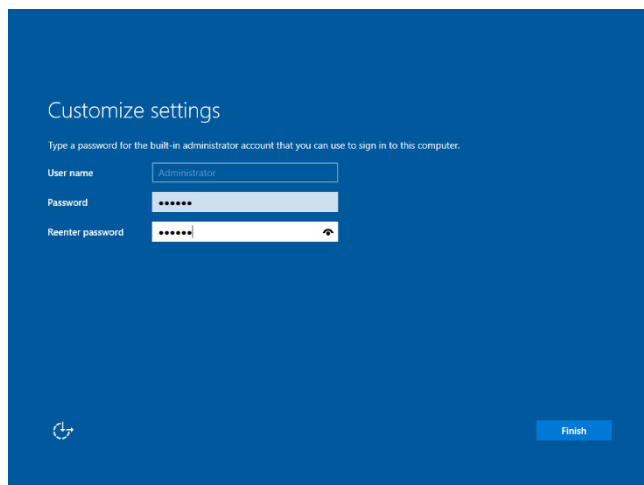 Customize settings
Type a password for the built-in administrator account that you can use to sign in to this computer.
User name Administrator
Password ••••••
Reenter password ••••••
Finish